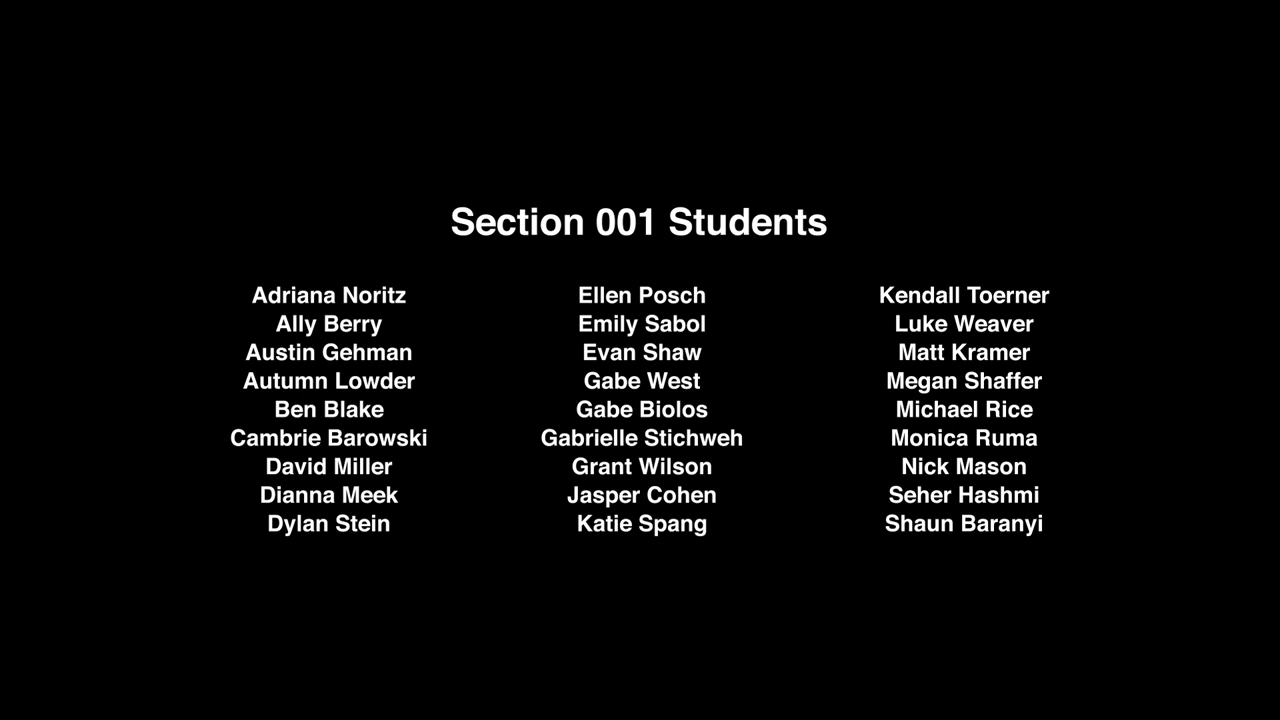 Section 001 Students
Adriana Noritz
Ally Berry
Austin Gehman
Autumn Lowder
Ben Blake
Cambrie Barowski
David Miller
Dianna Meek
Dylan Stein
Ellen Posch
Emily Sabol
Evan Shaw
Gabe West
Gabe Biolos
Gabrielle Stichweh
Grant Wilson
Jasper Cohen
Katie Spang
Kendall Toerner
Luke Weaver
Matt Kramer
Megan Shaffer
Michael Rice
Monica Ruma
Nick Mason
Seher Hashmi
Shaun Baranyi